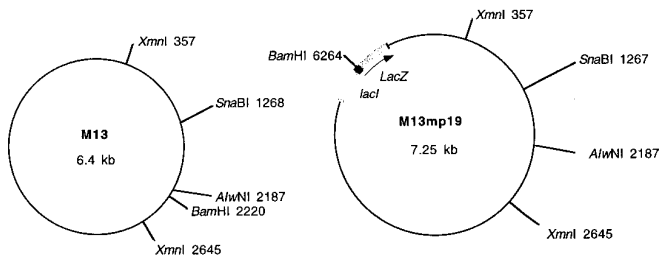 XmnI 357
SnaBI 1268
M13
6.4 kb
AlwNI 2187
BamHI 2220
XmnI 2645
XmnI 357
BamHI 6264
SnaBI 1267
LacZ
lacI
M13mp19
7.25 kb
AlwNI 2187
XmnI 2645